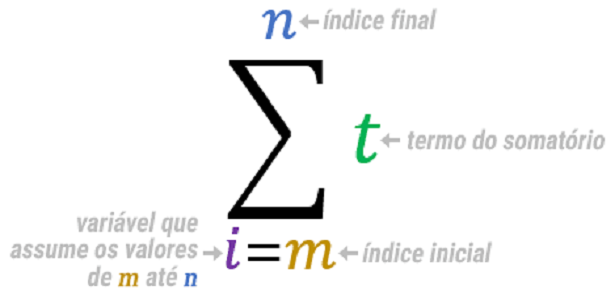 n ← índice final
∑ t ← termo do somatório
variável que
assume os valores → i = m ← índice inicial
de m até n